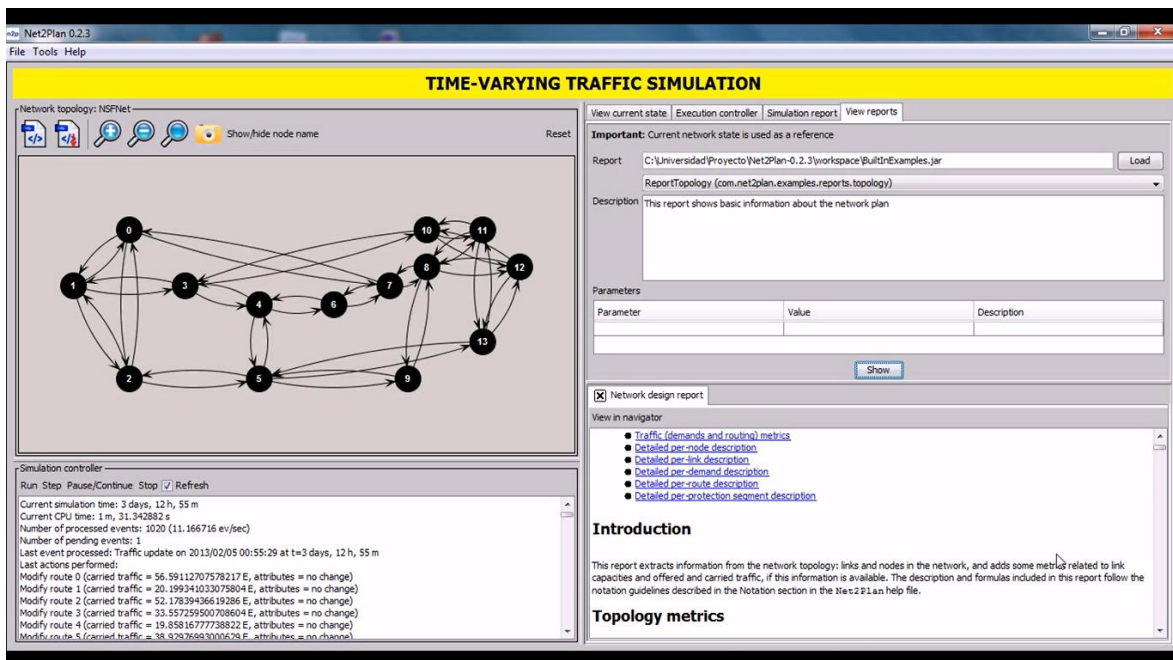 n2p Net2Plan 0.2.3
File Tools Help
TIME-VARYING TRAFFIC SIMULATION
Network topology: NSFNet
Show/hide node name
Reset
0
10
11
8
12
1
3
7
4
6
13
2
5
9
Simulation controller
Run Step Pause/Continue Stop Refresh
Current simulation time: 3 days, 12 h, 55 m
Current CPU time: 1 m, 31.342882 s
Number of processed events: 1020 (11.166716 ev/sec)
Number of pending events: 1
Last event processed: Traffic update on 2013/02/05 00:55:29 at t=3 days, 12 h, 55 m
Last actions performed:
Modify route 0 (carried traffic = 56.59112707578217 E, attributes = no change)
Modify route 1 (carried traffic = 20.199341033075804 E, attributes = no change)
Modify route 2 (carried traffic = 52.17839436619286 E, attributes = no change)
Modify route 3 (carried traffic = 33.557259500708604 E, attributes = no change)
Modify route 4 (carried traffic = 19.85816777738822 E, attributes = no change)
Modify route 5 (carried traffic = 38.92976993000629 E, attributes = no change)
View current state Execution controller Simulation report View reports
Important: Current network state is used as a reference
Report C:\Universidad\Proyecto\Net2Plan-0.2.3\workspace\BuiltInExamples.jar Load
ReportTopology (com.net2plan.examples.reports.topology)
Description This report shows basic information about the network plan
Parameters
Parameter Value Description
Show
Network design report
View in navigator
Traffic (demands and routing) metrics
Detailed per-node description
Detailed per-link description
Detailed per-demand description
Detailed per-route description
Detailed per-protection segment description
Introduction
This report extracts information from the network topology: links and nodes in the network, and adds some metrics related to link
capacities and offered and carried traffic, if this information is available. The description and formulas included in this report follow the
notation guidelines described in the Notation section in the Net2Plan help file.
Topology metrics